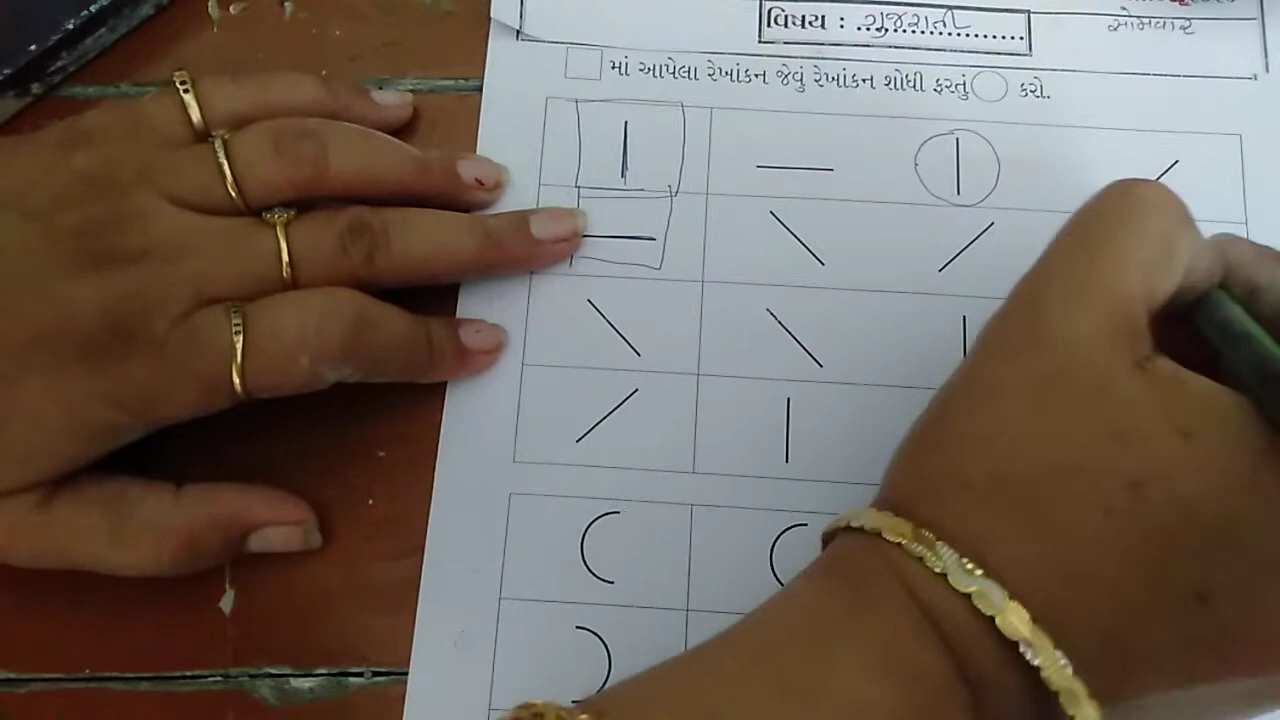 વિષય : ગુજરાતી
સોમવાર
માં આપેલા રેખાંકન જેવું રેખાંકન શોધી ફરતું કરો.